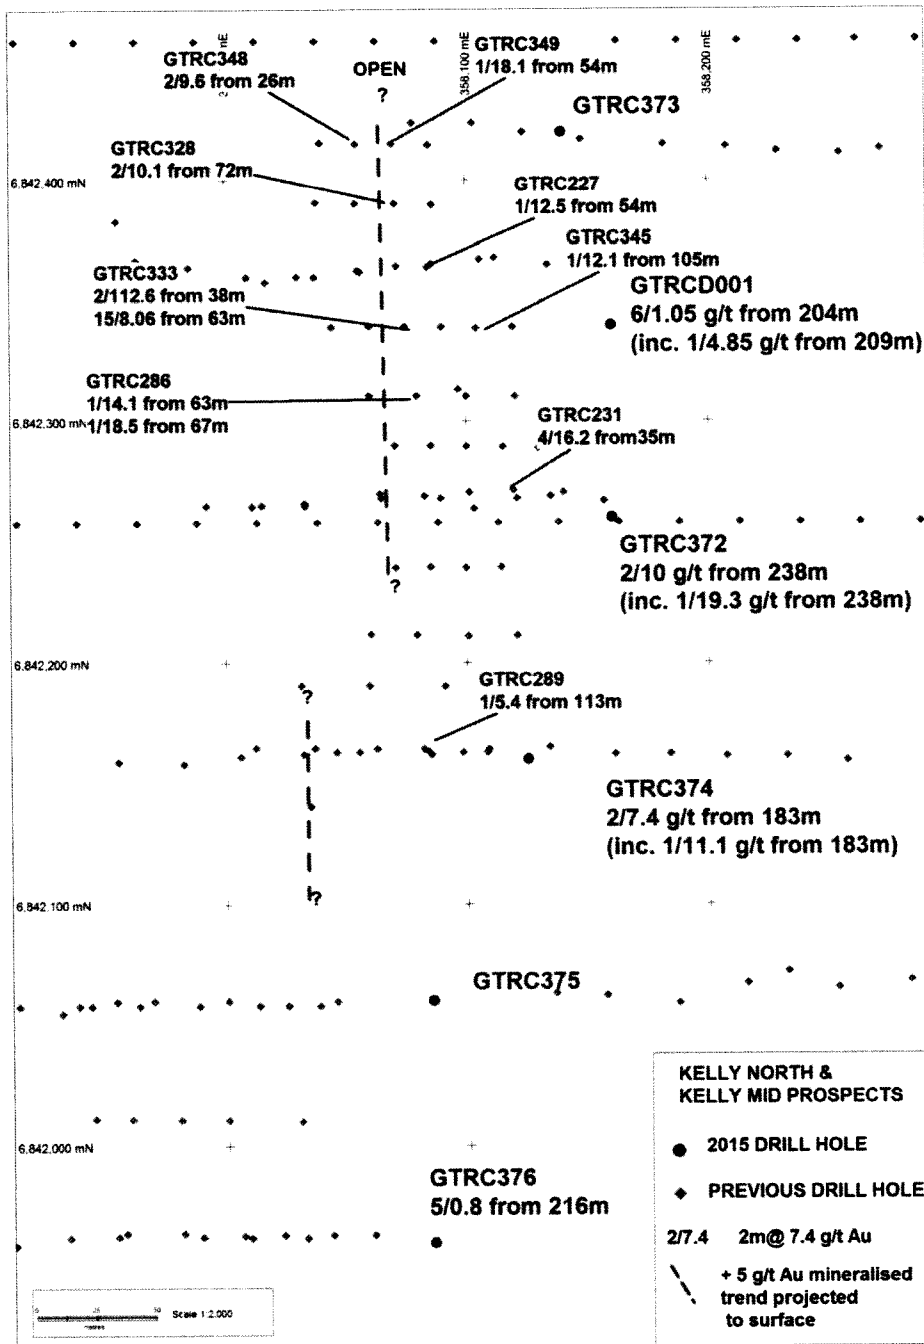 GTRC348
2/9.6 from 26m
mE
OPEN
?
GTRC349
1/18.1 from 54m
358,100 mE
358,200 mE
GTRC373
GTRC328
2/10.1 from 72m
6,842,400 mN
GTRC227
1/12.5 from 54m
GTRC345
1/12.1 from 105m
GTRC333
2/112.6 from 38m
15/8.06 from 63m
GTRCD001
6/1.05 g/t from 204m
(inc. 1/4.85 g/t from 209m)
GTRC286
1/14.1 from 63m
1/18.5 from 67m
6,842,300 mN
GTRC231
4/16.2 from35m
GTRC372
2/10 g/t from 238m
(inc. 1/19.3 g/t from 238m)
?
6,842,200 mN
?
GTRC289
1/5.4 from 113m
GTRC374
2/7.4 g/t from 183m
(inc. 1/11.1 g/t from 183m)
?
6,842,100 mN
GTRC375
6,842,000 mN
GTRC376
5/0.8 from 216m
KELLY NORTH &
KELLY MID PROSPECTS
2015 DRILL HOLE
PREVIOUS DRILL HOLE
2/7.4 2m@ 7.4 g/t Au
+ 5 g/t Au mineralised
trend projected
to surface
0 25 50
metres
Scale 1:2,000